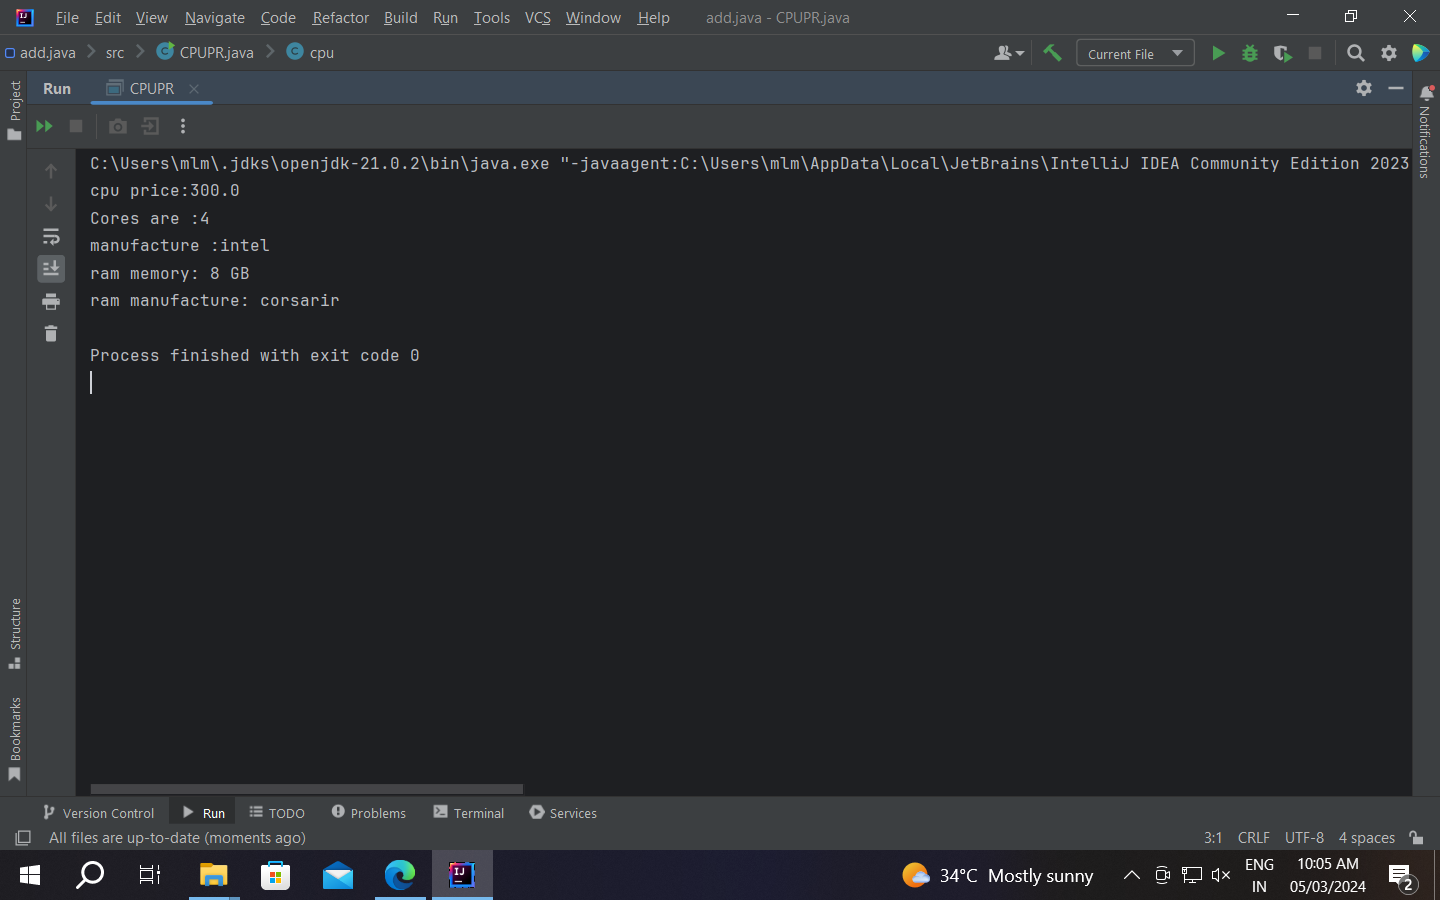 File Edit View Navigate Code Refactor Build Run Tools VCS Window Help add.java - CPUPR.java
add.java src CPUPR.java cpu Current File
Run CPUPR
Project
Notifications
C:\Users\mlm\.jdks\openjdk-21.0.2\bin\java.exe "-javaagent:C:\Users\mlm\AppData\Local\JetBrains\IntelliJ IDEA Community Edition 2023
cpu price:300.0
Cores are :4
manufacture :intel
ram memory: 8 GB
ram manufacture: corsarir
Process finished with exit code 0
Structure
Bookmarks
Version Control Run TODO Problems Terminal Services
All files are up-to-date (moments ago) 3:1 CRLF UTF-8 4 spaces
34°C Mostly sunny ENG 10:05 AM
IN 05/03/2024 2